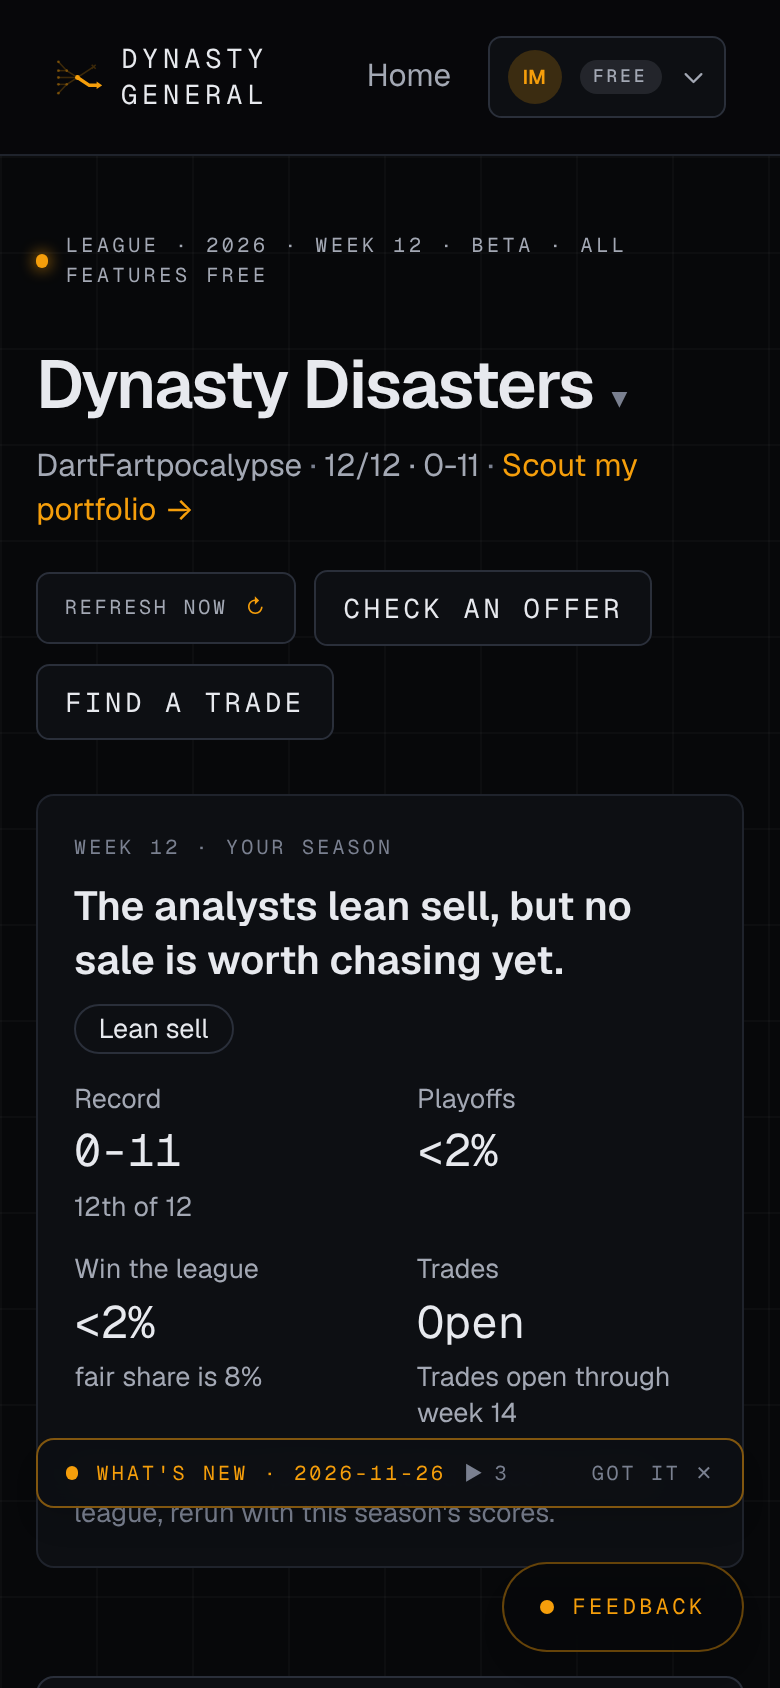 DYNASTY
GENERAL
Home
IM
FREE
LEAGUE · 2026 · WEEK 12 · BETA · ALL
FEATURES FREE
Dynasty Disasters ▼
DartFartpocalypse · 12/12 · 0-11 · Scout my
portfolio →
REFRESH NOW ↻
CHECK AN OFFER
FIND A TRADE
WEEK 12 · YOUR SEASON
The analysts lean sell, but no
sale is worth chasing yet.
Lean sell
Record
0-11
12th of 12
Playoffs
<2%
Win the league
<2%
fair share is 8%
Trades
Open
Trades open through
week 14
WHAT'S NEW · 2026-11-26 ▶ 3
GOT IT ×
league, rerun with this season's scores.
FEEDBACK